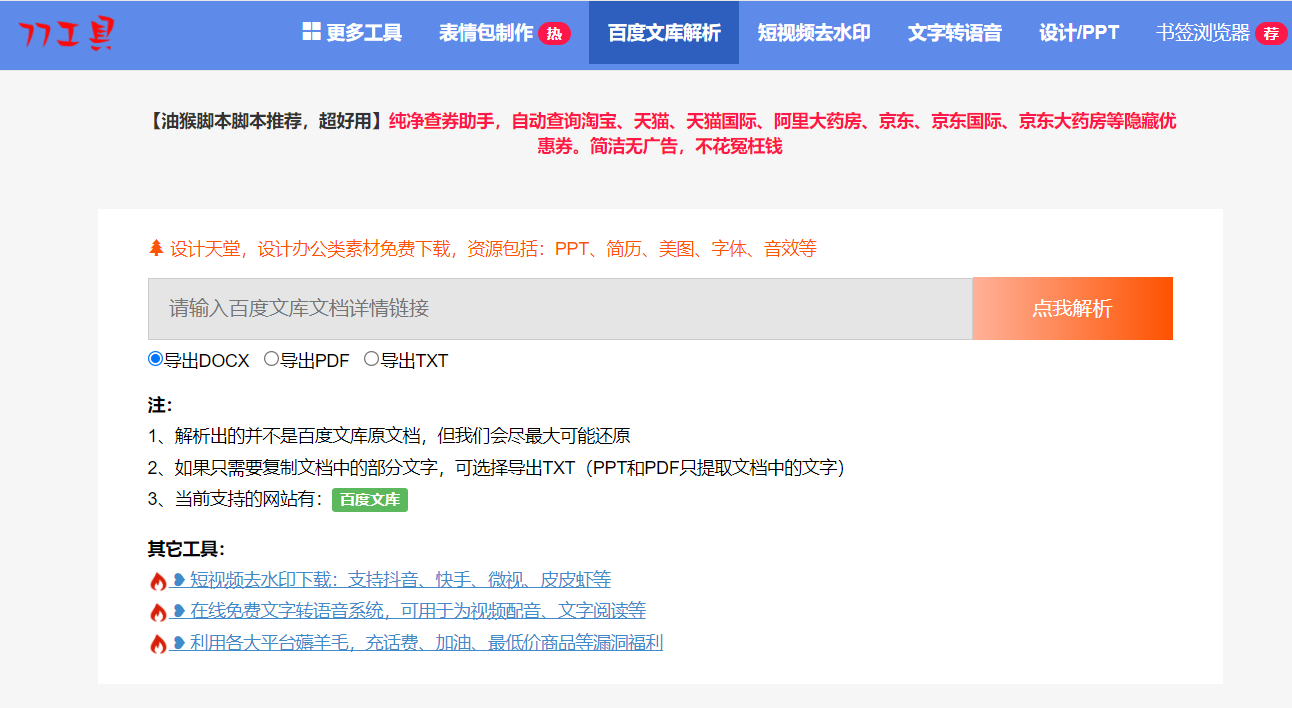 77工具
更多工具 表情包制作 热 百度文库解析 短视频去水印 文字转语音 设计/PPT 书签浏览器 荐
【油猴脚本脚本推荐，超好用】纯净查券助手，自动查询淘宝、天猫、天猫国际、阿里大药房、京东、京东国际、京东大药房等隐藏优
惠券。简洁无广告，不花冤枉钱
设计天堂，设计办公类素材免费下载，资源包括：PPT、简历、美图、字体、音效等
请输入百度文库文档详情链接 点我解析
导出DOCX 导出PDF 导出TXT
注：
1、解析出的并不是百度文库原文档，但我们会尽最大可能还原
2、如果只需要复制文档中的部分文字，可选择导出TXT（PPT和PDF只提取文档中的文字）
3、当前支持的网站有：百度文库
其它工具：
短视频去水印下载：支持抖音、快手、微视、皮皮虾等
在线免费文字转语音系统，可用于为视频配音、文字阅读等
利用各大平台薅羊毛，充话费、加油、最低价商品等漏洞福利